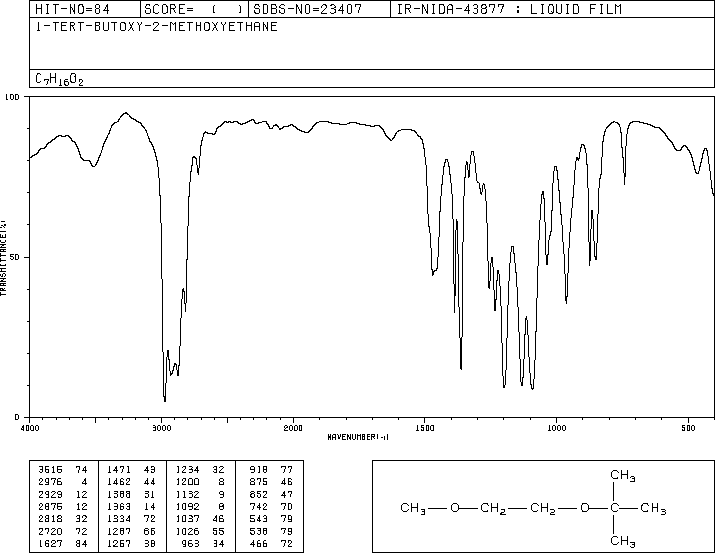 HIT-NO=84 SCORE= ( ) SDBS-NO=23407 IR-NIDA-43877 : LIQUID FILM
1-TERT-BUTOXY-2-METHOXYETHANE
C7H16O2
100
50
0
TRANSMITTANCE(%)
4000 3000 2000 1500 1000 500
WAVENUMBER(-1)
3515 74 1471 43 1234 32 918 77
2976 4 1462 44 1200 8 875 46
2929 12 1388 31 1132 9 852 47
2875 12 1363 14 1092 8 742 70
2818 32 1334 72 1037 46 543 79
2720 72 1287 66 1026 55 538 79
1627 84 1257 38 963 34 466 72
CH3
CH3—O—CH2—CH2—O—C—CH3
CH3